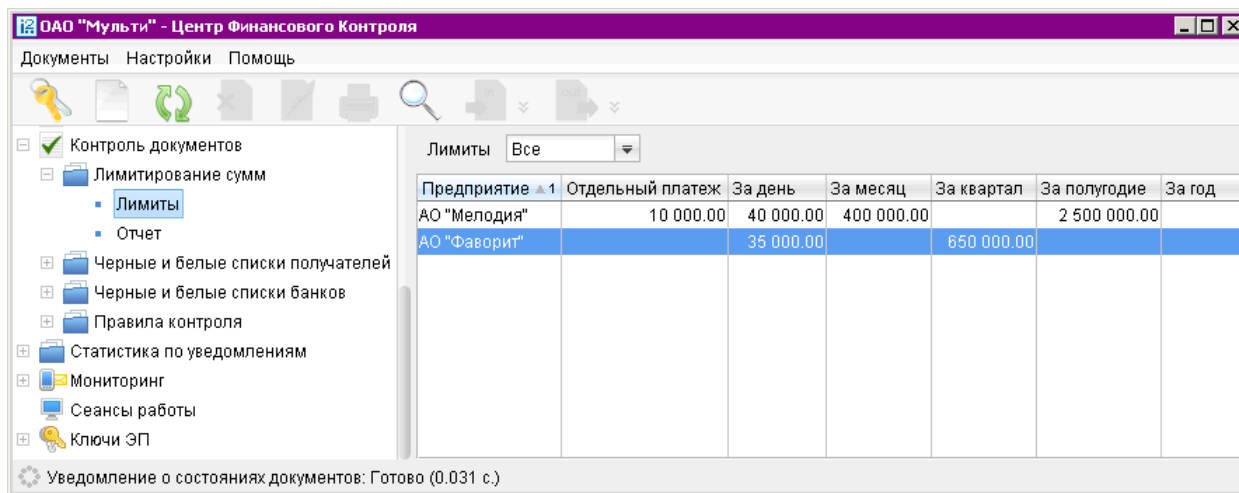 ОАО "Мульти" - Центр Финансового Контроля
Документы Настройки Помощь
in out
Контроль документов
Лимитирование сумм
Лимиты
Отчет
Черные и белые списки получателей
Черные и белые списки банков
Правила контроля
Статистика по уведомлениям
Мониторинг
Сеансы работы
Ключи ЭП
Лимиты Все
Предприятие 1 Отдельный платеж За день За месяц За квартал За полугодие За год
АО "Мелодия" 10 000.00 40 000.00 400 000.00 2 500 000.00
АО "Фаворит" 35 000.00 650 000.00
Уведомление о состояниях документов: Готово (0.031 с.)